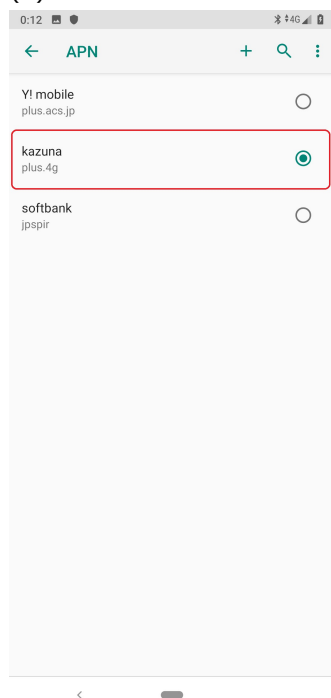 0:12 4G
APN
Y! mobile
plus.acs.jp
kazuna
plus.4g
softbank
jpspir